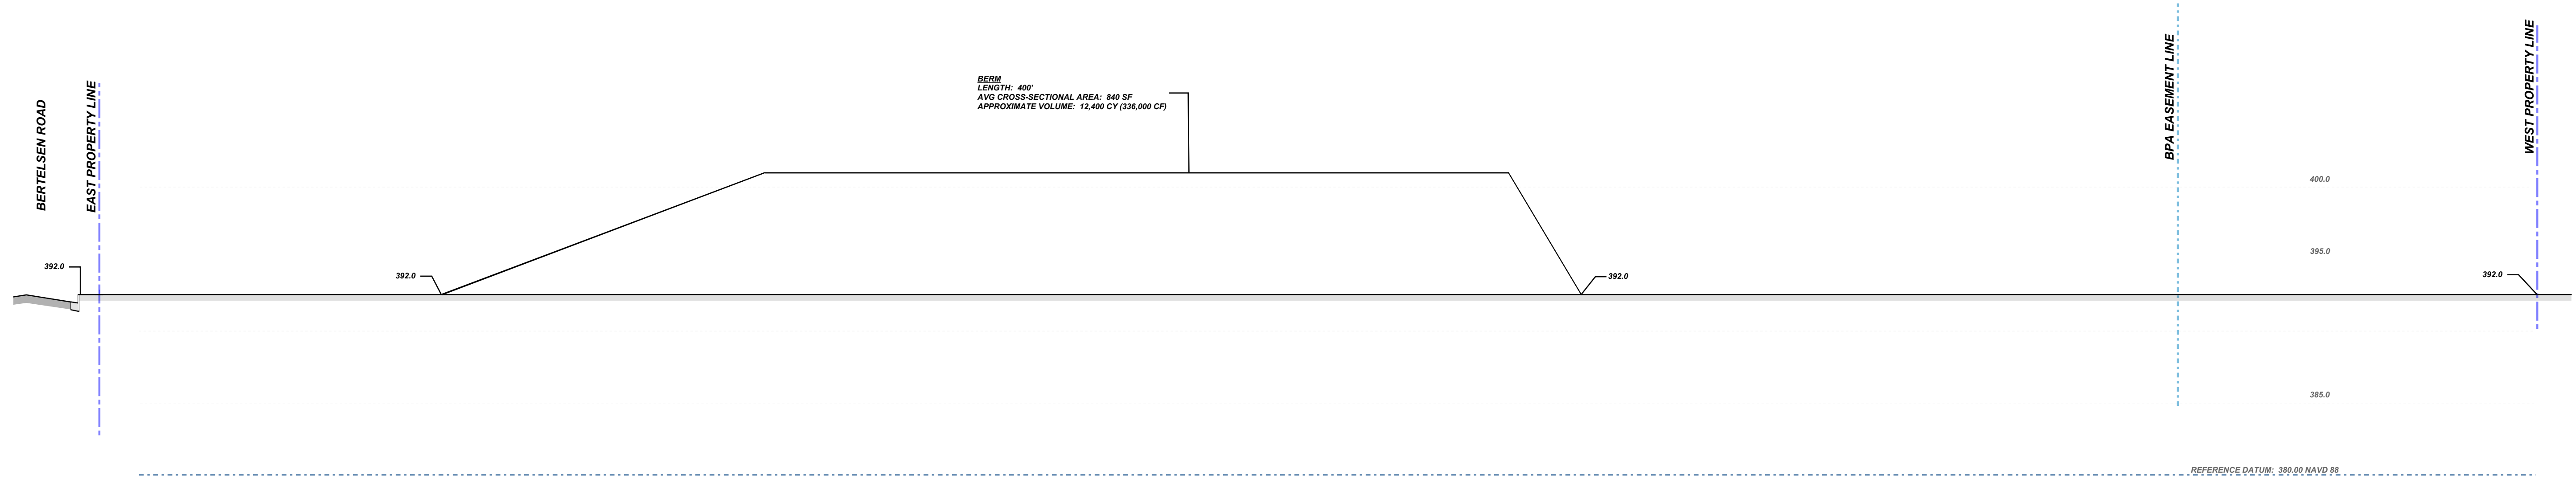 BERTELSEN ROAD
EAST PROPERTY LINE
BERM
LENGTH: 400'
AVG CROSS-SECTIONAL AREA: 840 SF
APPROXIMATE VOLUME: 12,400 CY (336,000 CF)
BPA EASEMENT LINE
WEST PROPERTY LINE
400.0
395.0
392.0
392.0
392.0
392.0
385.0
REFERENCE DATUM: 380.00 NAVD 88